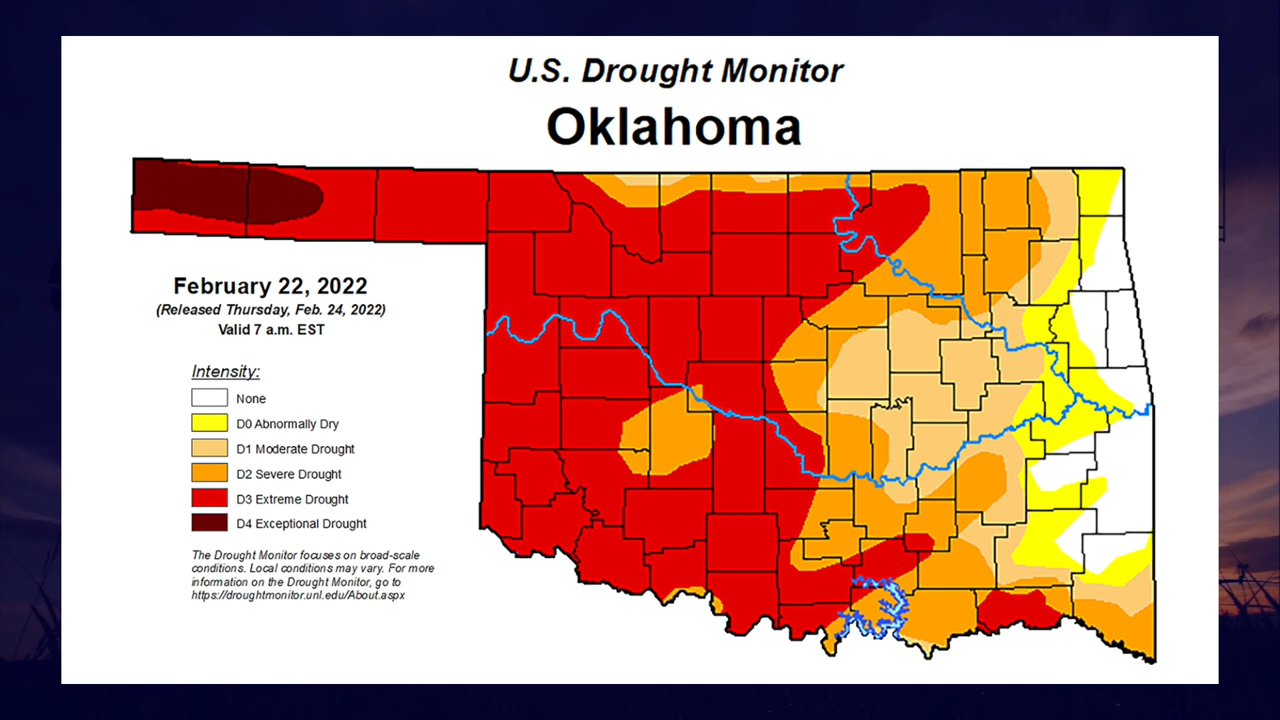 U.S. Drought Monitor
Oklahoma
February 22, 2022
(Released Thursday, Feb. 24, 2022)
Valid 7 a.m. EST
Intensity:
None
D0 Abnormally Dry
D1 Moderate Drought
D2 Severe Drought
D3 Extreme Drought
D4 Exceptional Drought
The Drought Monitor focuses on broad-scale
conditions. Local conditions may vary. For more
information on the Drought Monitor, go to
https://droughtmonitor.unl.edu/About.aspx